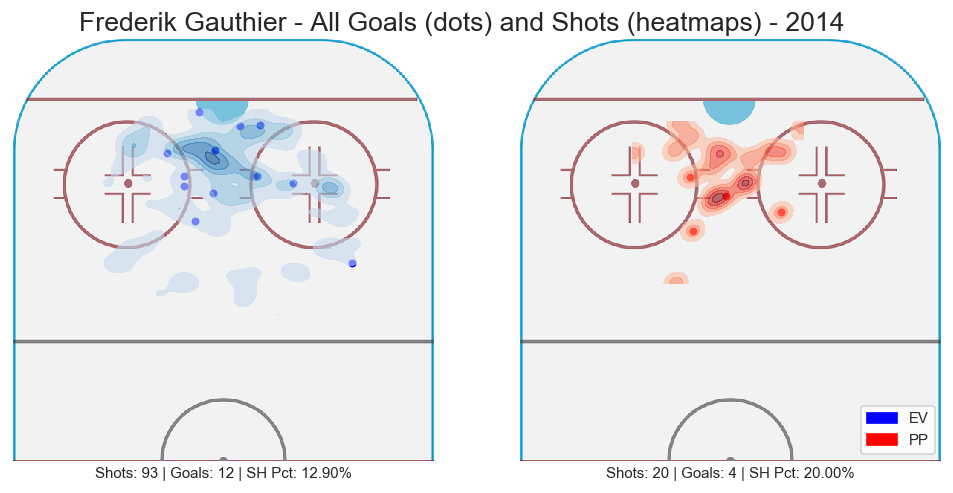 Frederik Gauthier - All Goals (dots) and Shots (heatmaps) - 2014
EV
PP
Shots: 93 | Goals: 12 | SH Pct: 12.90%
Shots: 20 | Goals: 4 | SH Pct: 20.00%